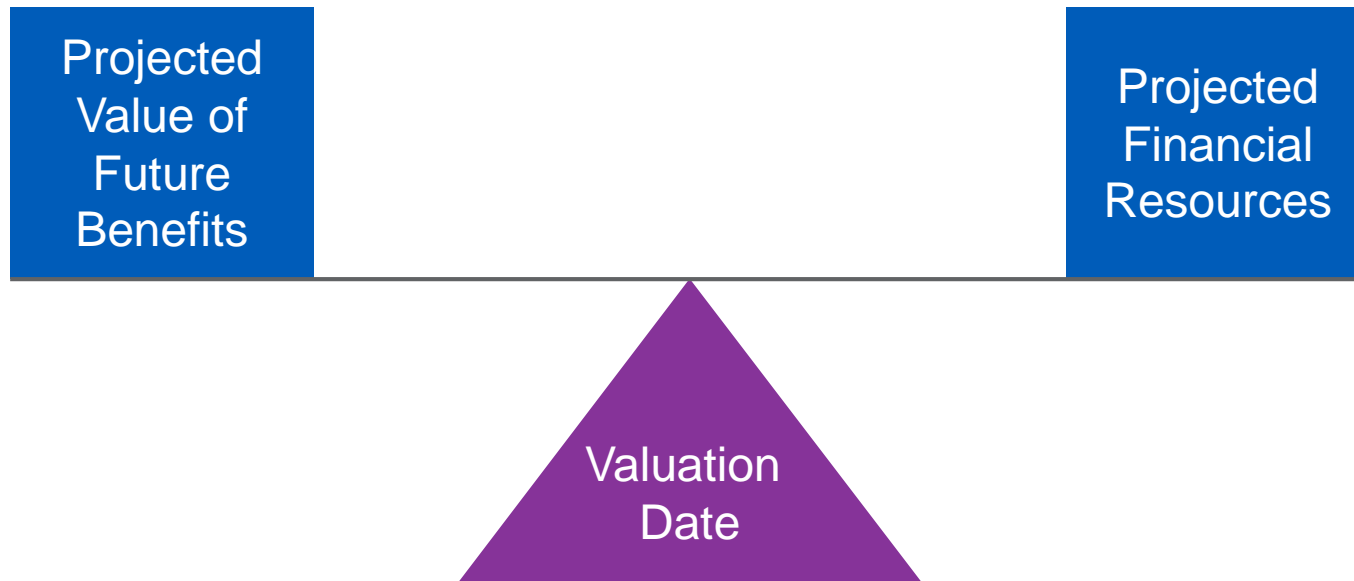 Projected
Value of
Future
Benefits
Projected
Financial
Resources
Valuation
Date